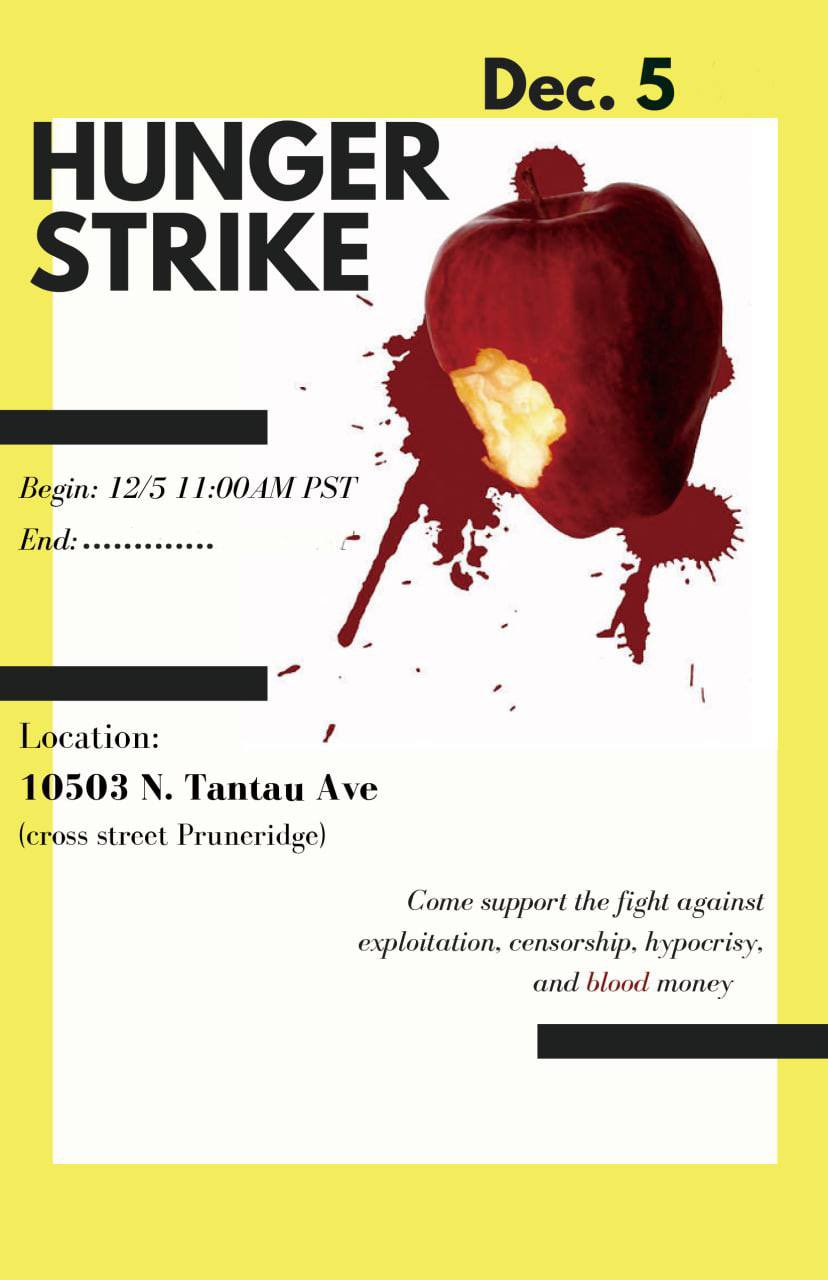 Dec. 5
HUNGER
STRIKE
Begin: 12/5 11:00AM PST
End: .............
Location:
10503 N. Tantau Ave
(cross street Pruneridge)
Come support the fight against
exploitation, censorship, hypocrisy,
and blood money